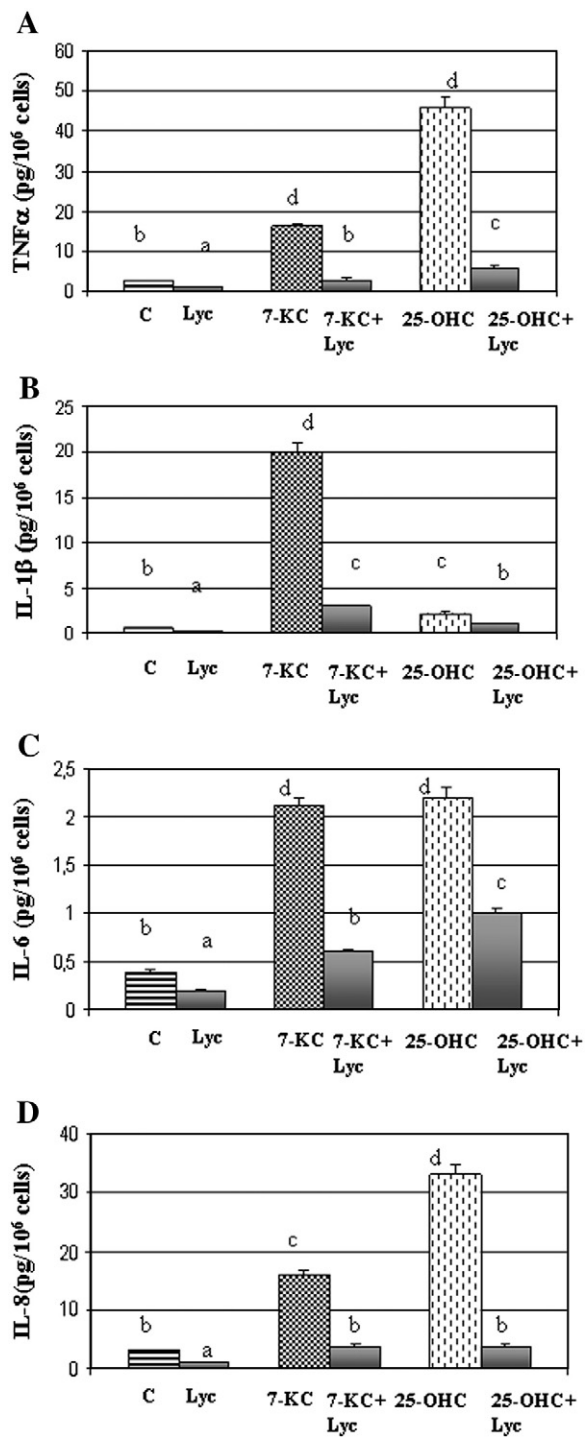 A
TNFα (pg/10⁶ cells)
60
50
40
30
20
10
0
b
a
d
b
d
c
C Lyc 7-KC 7-KC+ 25-OHC 25-OHC+
Lyc Lyc
B
IL-1β (pg/10⁶ cells)
25
20
15
10
5
0
b
a
d
c
c
b
C Lyc 7-KC 7-KC+ 25-OHC 25-OHC+
Lyc Lyc
C
IL-6 (pg/10⁶ cells)
2,5
2
1,5
1
0,5
0
b
a
d
b
d
c
C Lyc 7-KC 7-KC+ 25-OHC 25-OHC+
Lyc Lyc
D
IL-8(pg/10⁶ cells)
40
30
20
10
0
b
a
c
b
d
b
C Lyc 7-KC 7-KC+ 25-OHC 25-OHC+
Lyc Lyc